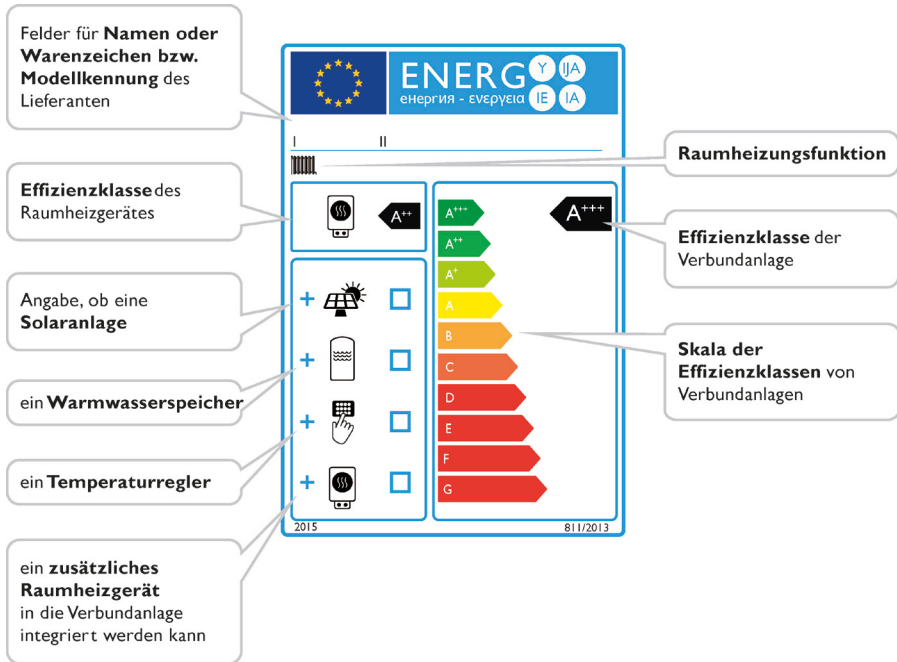 Felder für Namen oder
Warenzeichen bzw.
Modellkennung des
Lieferanten
Effizienzklasse des
Raumheizgerätes
Angabe, ob eine
Solaranlage
ein Warmwasserspeicher
ein Temperaturregler
ein zusätzliches
Raumheizgerät
in die Verbundanlage
integriert werden kann
ENERG Y IJA
енергия - ενεργεια IE IA
I II
A++
+
+
+
+
A+++
A++
A+
A
B
C
D
E
F
G
A+++
2015 811/2013
Raumheizungsfunktion
Effizienzklasse der
Verbundanlage
Skala der
Effizienzklassen von
Verbundanlagen